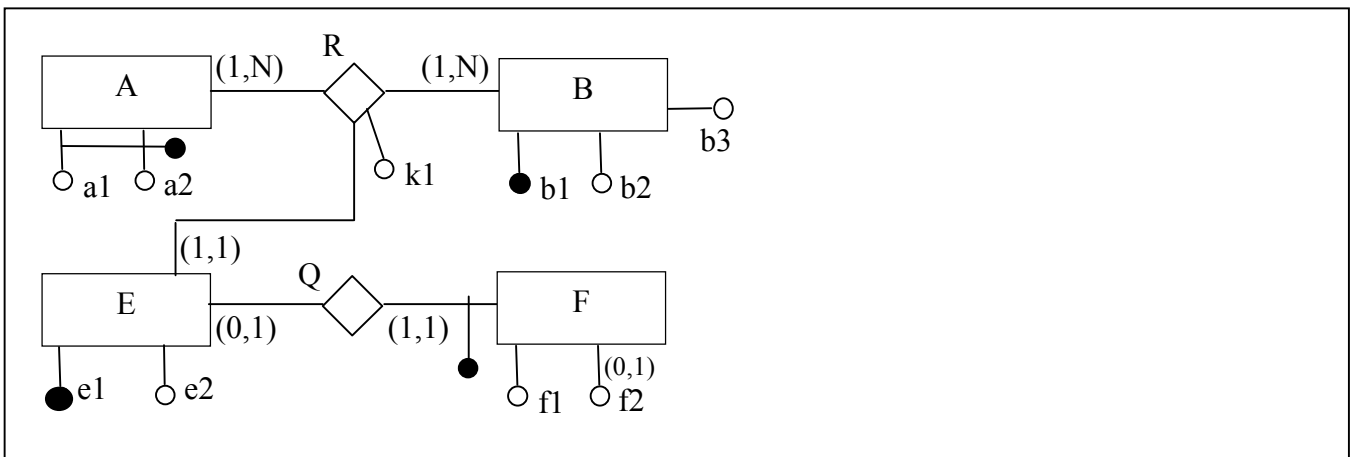 R
A (1,N) (1,N) B
b3
a1 a2 k1 b1 b2
(1,1)
Q
E (0,1) (1,1) F
(0,1)
e1 e2 f1 f2